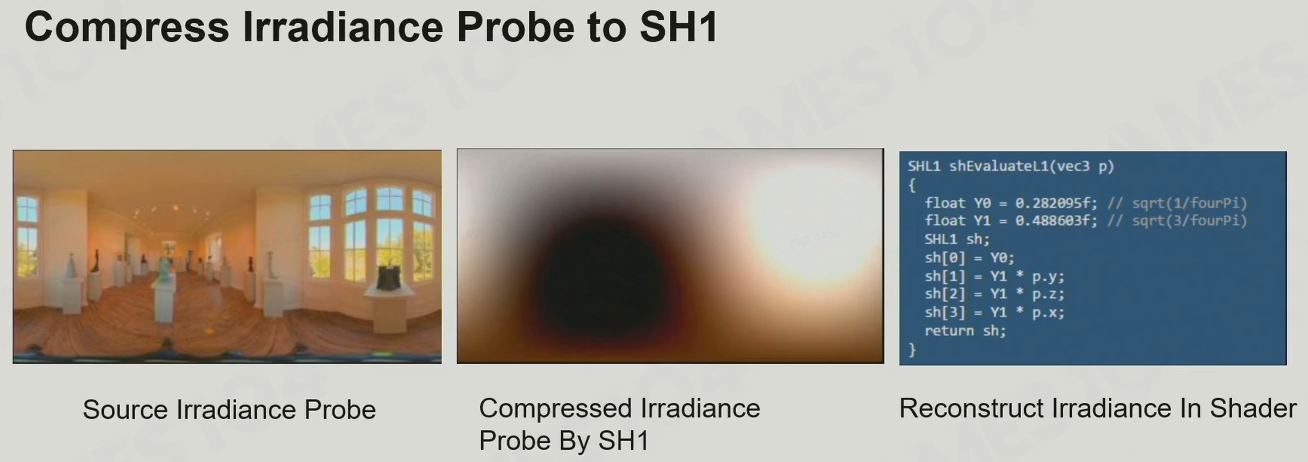 Compress Irradiance Probe to SH1
SHL1 shEvaluateL1(vec3 p)
{
float Y0 = 0.282095f; // sqrt(1/fourPi)
float Y1 = 0.488603f; // sqrt(3/fourPi)
SHL1 sh;
sh[0] = Y0;
sh[1] = Y1 * p.y;
sh[2] = Y1 * p.z;
sh[3] = Y1 * p.x;
return sh;
}
Source Irradiance Probe
Compressed Irradiance
Probe By SH1
Reconstruct Irradiance In Shader